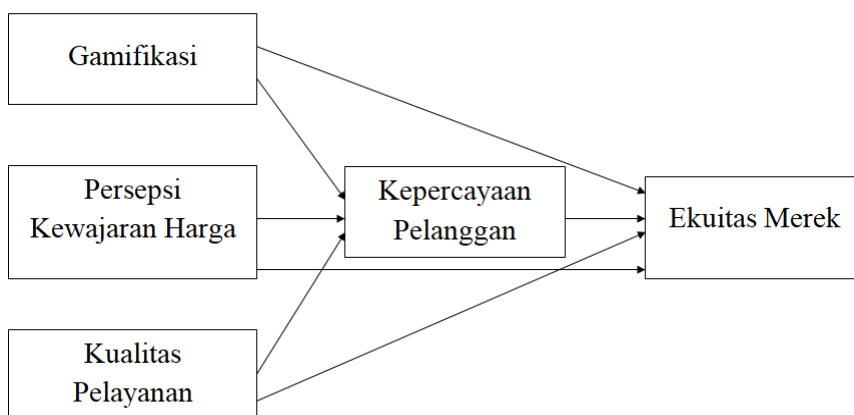 Gamifikasi
Persepsi
Kewajaran Harga
Kepercayaan
Pelanggan
Ekuitas Merek
Kualitas
Pelayanan